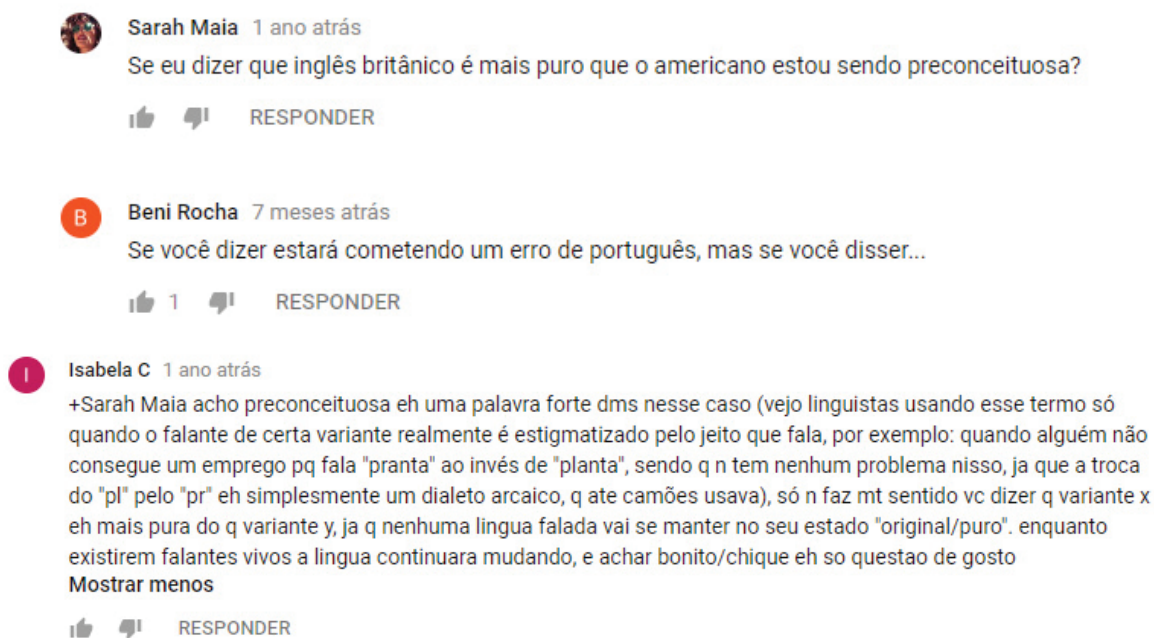 Sarah Maia 1 ano atrás
Se eu dizer que inglês britânico é mais puro que o americano estou sendo preconceituosa?
RESPONDER
B
Beni Rocha 7 meses atrás
Se você dizer estará cometendo um erro de português, mas se você disser...
1 RESPONDER
I
Isabela C 1 ano atrás
+Sarah Maia acho preconceituosa eh uma palavra forte dms nesse caso (vejo linguistas usando esse termo só
quando o falante de certa variante realmente é estigmatizado pelo jeito que fala, por exemplo: quando alguém não
consegue um emprego pq fala "pranta" ao invés de "planta", sendo q n tem nenhum problema nisso, ja que a troca
do "pl" pelo "pr" eh simplesmente um dialeto arcaico, q ate camões usava), só n faz mt sentido vc dizer q variante x
eh mais pura do q variante y, ja q nenhuma lingua falada vai se manter no seu estado "original/puro". enquanto
existirem falantes vivos a lingua continuara mudando, e achar bonito/chique eh so questao de gosto
Mostrar menos
RESPONDER